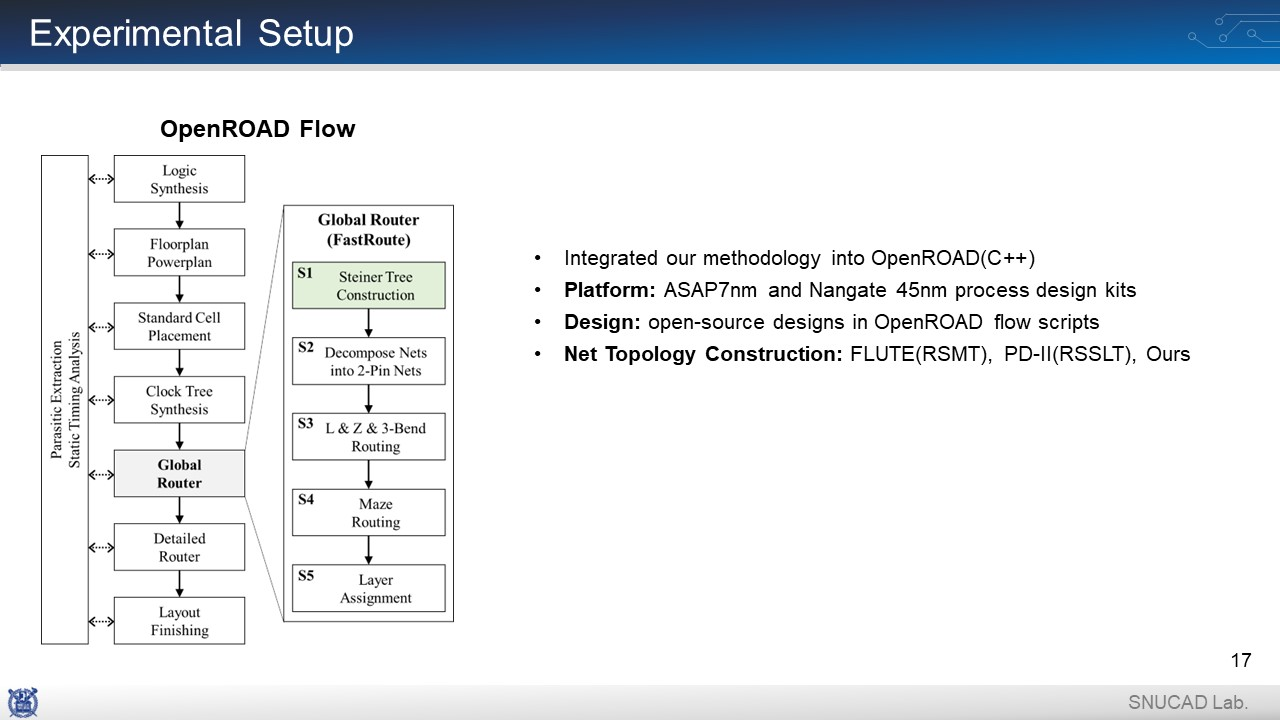 Experimental Setup
OpenROAD Flow
Parasitic Extraction
Static Timing Analysis
Logic
Synthesis
Floorplan
Powerplan
Standard Cell
Placement
Clock Tree
Synthesis
Global
Router
Detailed
Router
Layout
Finishing
Global Router
(FastRoute)
S1
Steiner Tree
Construction
S2
Decompose Nets
into 2-Pin Nets
S3
L & Z & 3-Bend
Routing
S4
Maze
Routing
S5
Layer
Assignment
• Integrated our methodology into OpenROAD(C++)
• Platform: ASAP7nm and Nangate 45nm process design kits
• Design: open-source designs in OpenROAD flow scripts
• Net Topology Construction: FLUTE(RSMT), PD-II(RSSLT), Ours
17
SNUCAD Lab.